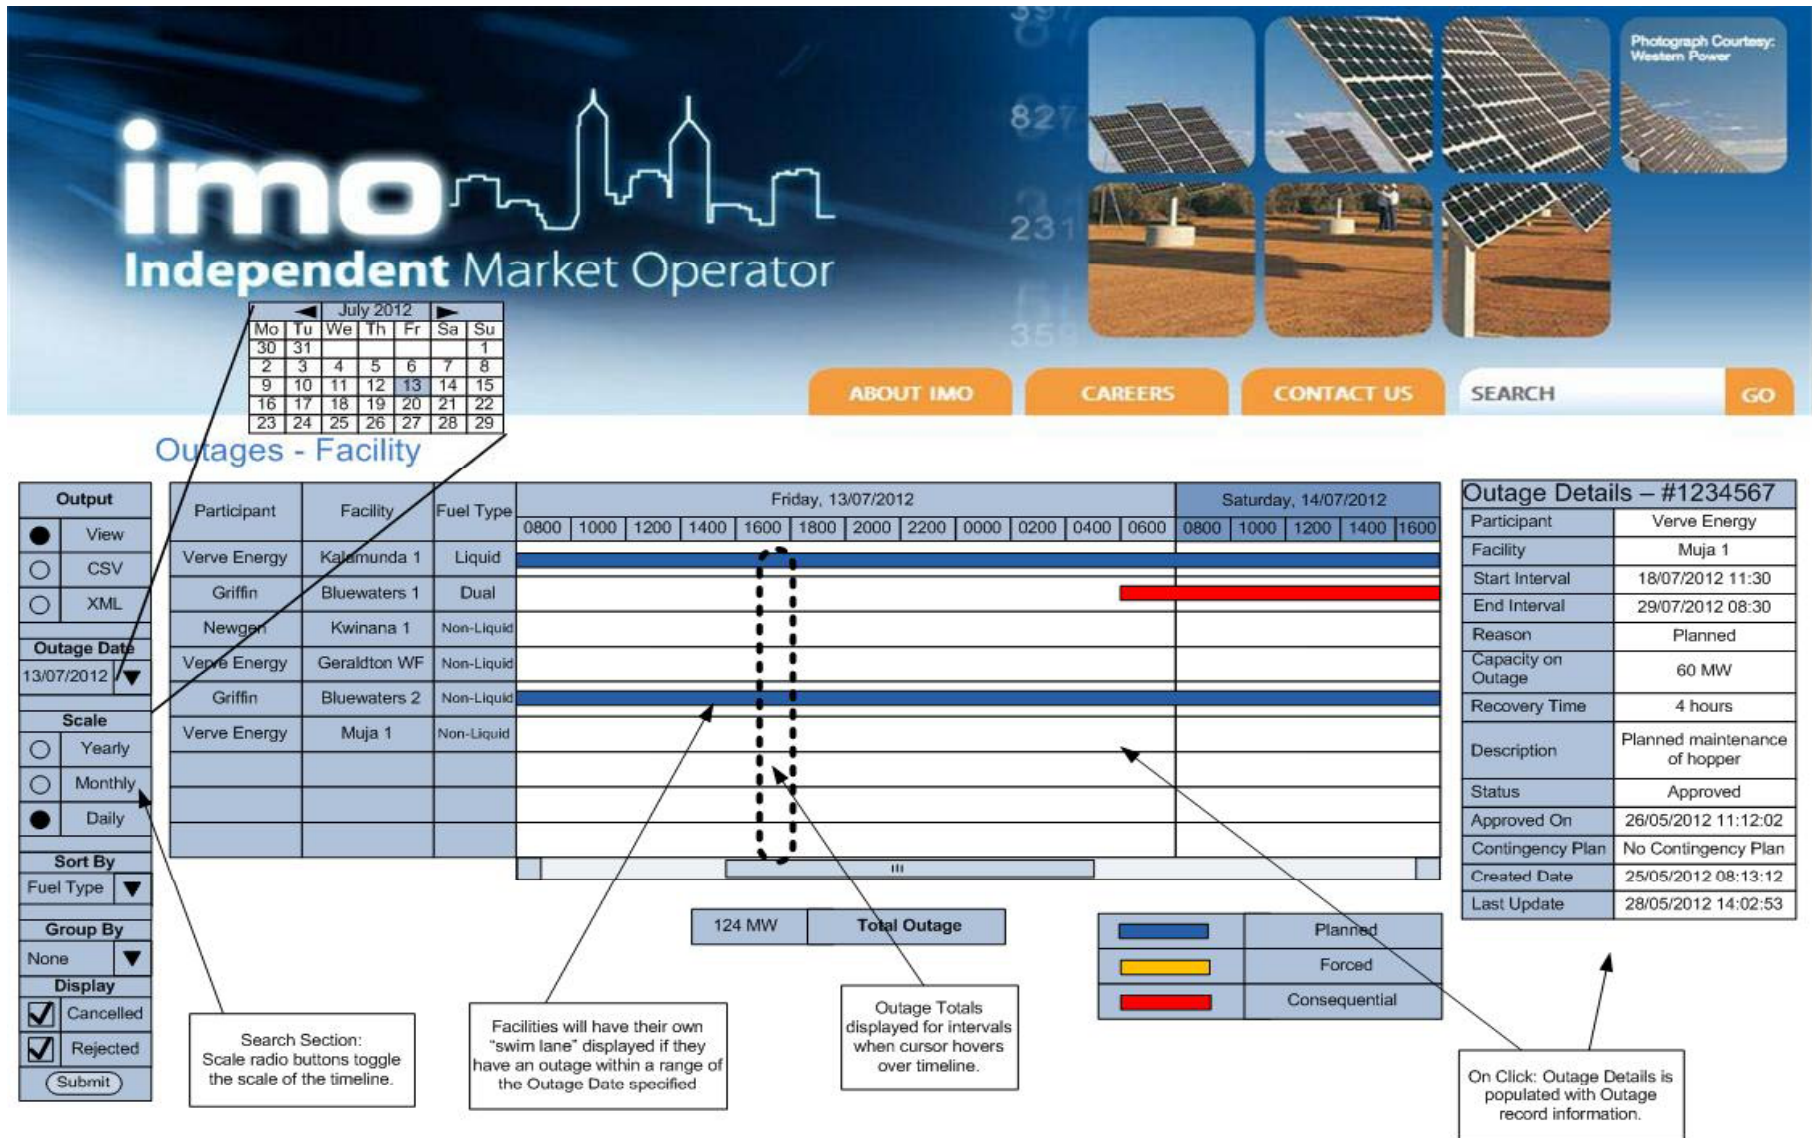 397
827
231
359
Photograph Courtesy:
Western Power
imo
Independent Market Operator
ABOUT IMO
CAREERS
CONTACT US
SEARCH
GO
July 2012
Mo Tu We Th Fr Sa Su
30 31 1
2 3 4 5 6 7 8
9 10 11 12 13 14 15
16 17 18 19 20 21 22
23 24 25 26 27 28 29
Outages - Facility
Output
View
CSV
XML
Outage Date
13/07/2012
Scale
Yearly
Monthly
Daily
Sort By
Fuel Type
Group By
None
Display
Cancelled
Rejected
Submit
Participant Facility Fuel Type
Friday, 13/07/2012 Saturday, 14/07/2012
0800 1000 1200 1400 1600 1800 2000 2200 0000 0200 0400 0600 0800 1000 1200 1400 1600
Verve Energy Kalamunda 1 Liquid
Griffin Bluewaters 1 Dual
Newgen Kwinana 1 Non-Liquid
Verve Energy Geraldton WF Non-Liquid
Griffin Bluewaters 2 Non-Liquid
Verve Energy Muja 1 Non-Liquid
124 MW Total Outage
Planned
Forced
Consequential
Outage Details – #1234567
Participant Verve Energy
Facility Muja 1
Start Interval 18/07/2012 11:30
End Interval 29/07/2012 08:30
Reason Planned
Capacity on
Outage 60 MW
Recovery Time 4 hours
Description Planned maintenance
of hopper
Status Approved
Approved On 26/05/2012 11:12:02
Contingency Plan No Contingency Plan
Created Date 25/05/2012 08:13:12
Last Update 28/05/2012 14:02:53
Search Section:
Scale radio buttons toggle
the scale of the timeline.
Facilities will have their own
"swim lane" displayed if they
have an outage within a range of
the Outage Date specified
Outage Totals
displayed for intervals
when cursor hovers
over timeline.
On Click: Outage Details is
populated with Outage
record information.